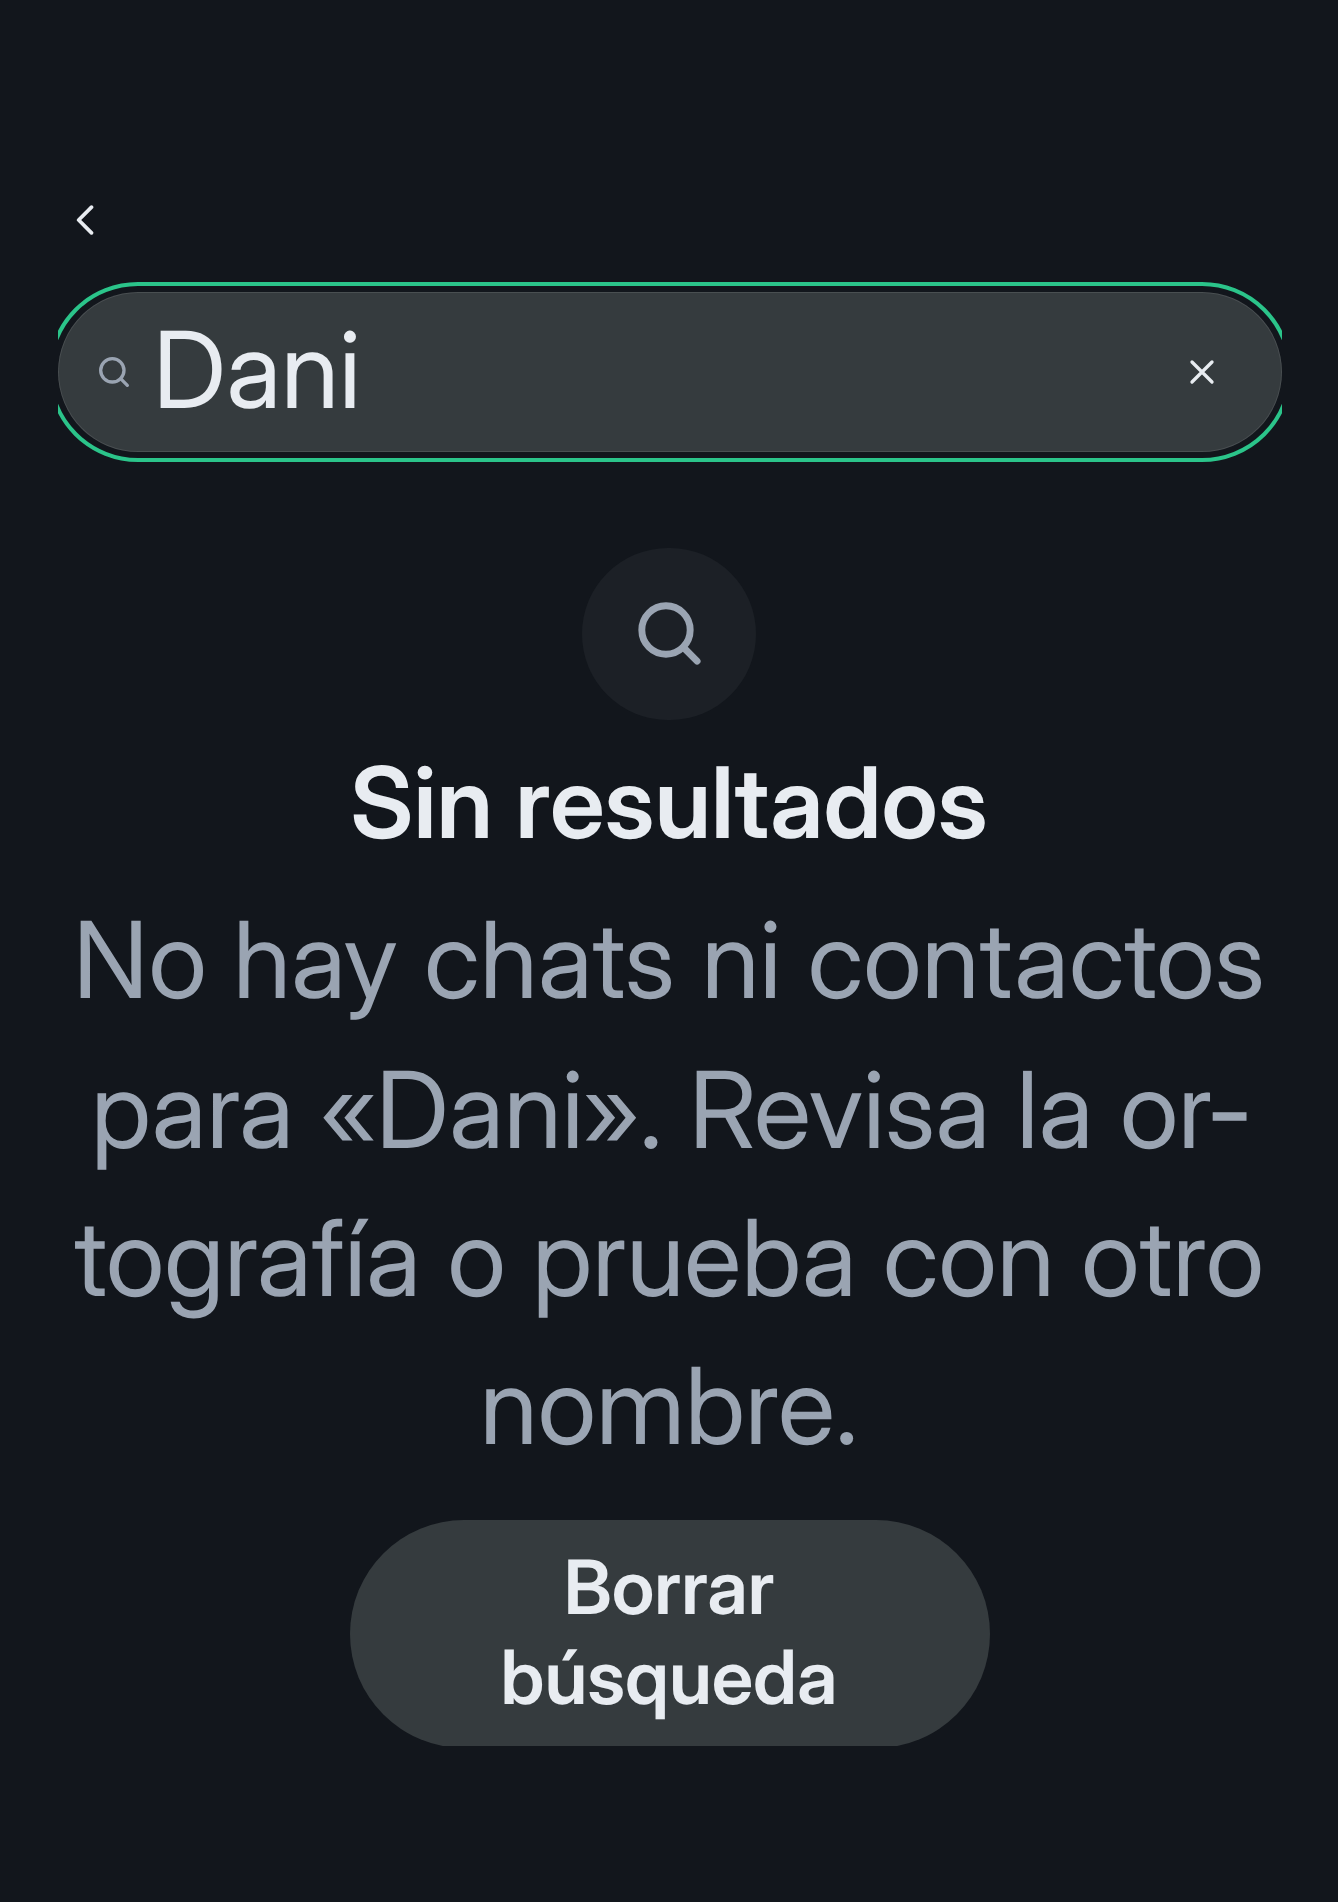 Dani
Sin resultados
No hay chats ni contactos
para «Dani». Revisa la or-
tografía o prueba con otro
nombre.
Borrar
búsqueda